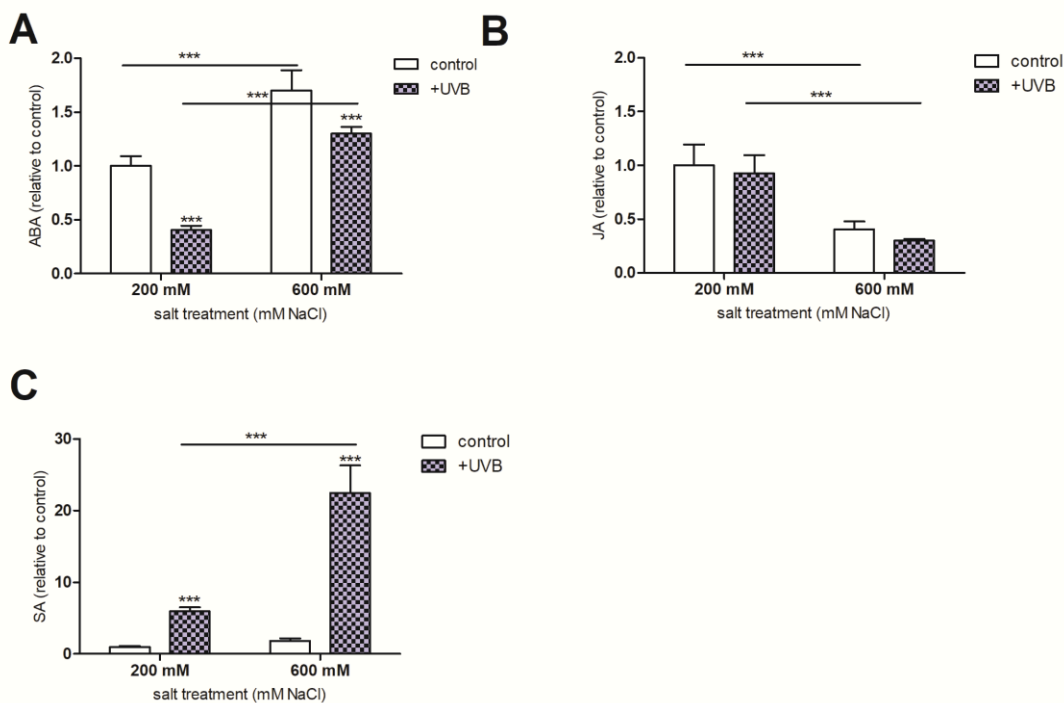 A
ABA (relative to control)
2.0
1.5
1.0
0.5
0.0
***
***
***
***
200 mM
600 mM
salt treatment (mM NaCl)
control
+UVB
B
JA (relative to control)
2.0
1.5
1.0
0.5
0.0
***
***
200 mM
600 mM
salt treatment (mM NaCl)
control
+UVB
C
SA (relative to control)
30
20
10
0
***
***
***
200 mM
600 mM
salt treatment (mM NaCl)
control
+UVB